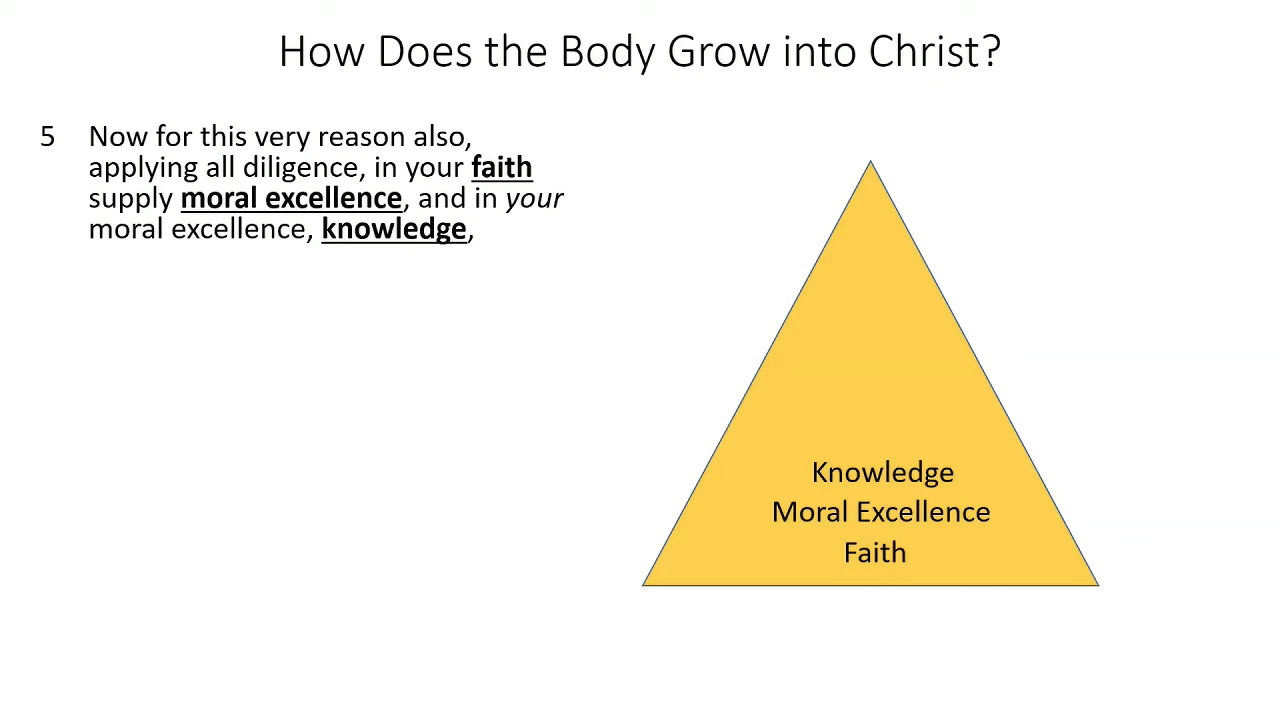 How Does the Body Grow into Christ?
5 Now for this very reason also,
applying all diligence, in your faith
supply moral excellence, and in your
moral excellence, knowledge,
Knowledge
Moral Excellence
Faith